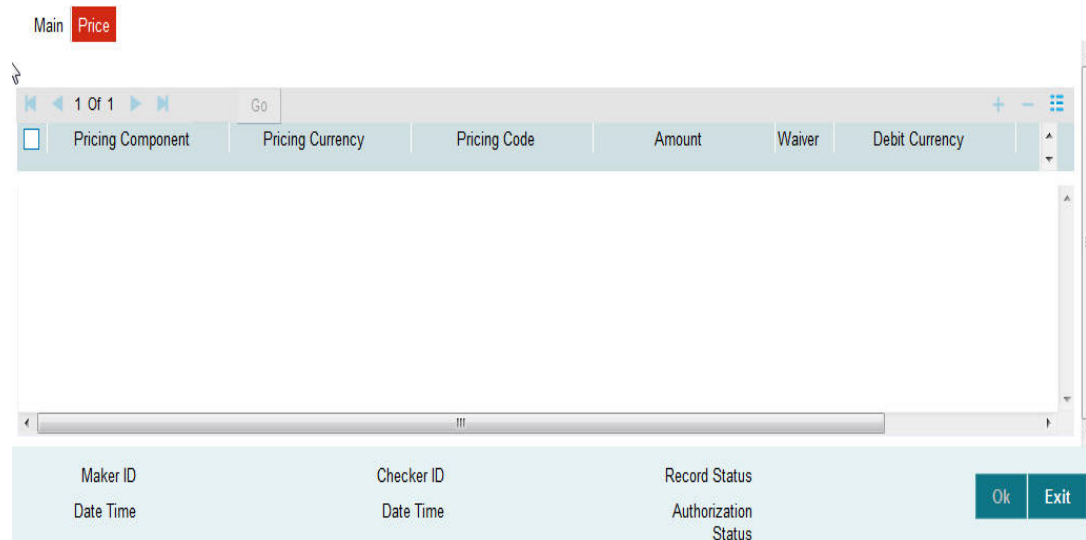 Main Price
1 Of 1 Go
Pricing Component Pricing Currency Pricing Code Amount Waiver Debit Currency
Maker ID Checker ID Record Status
Date Time Date Time Authorization
Status
Ok Exit